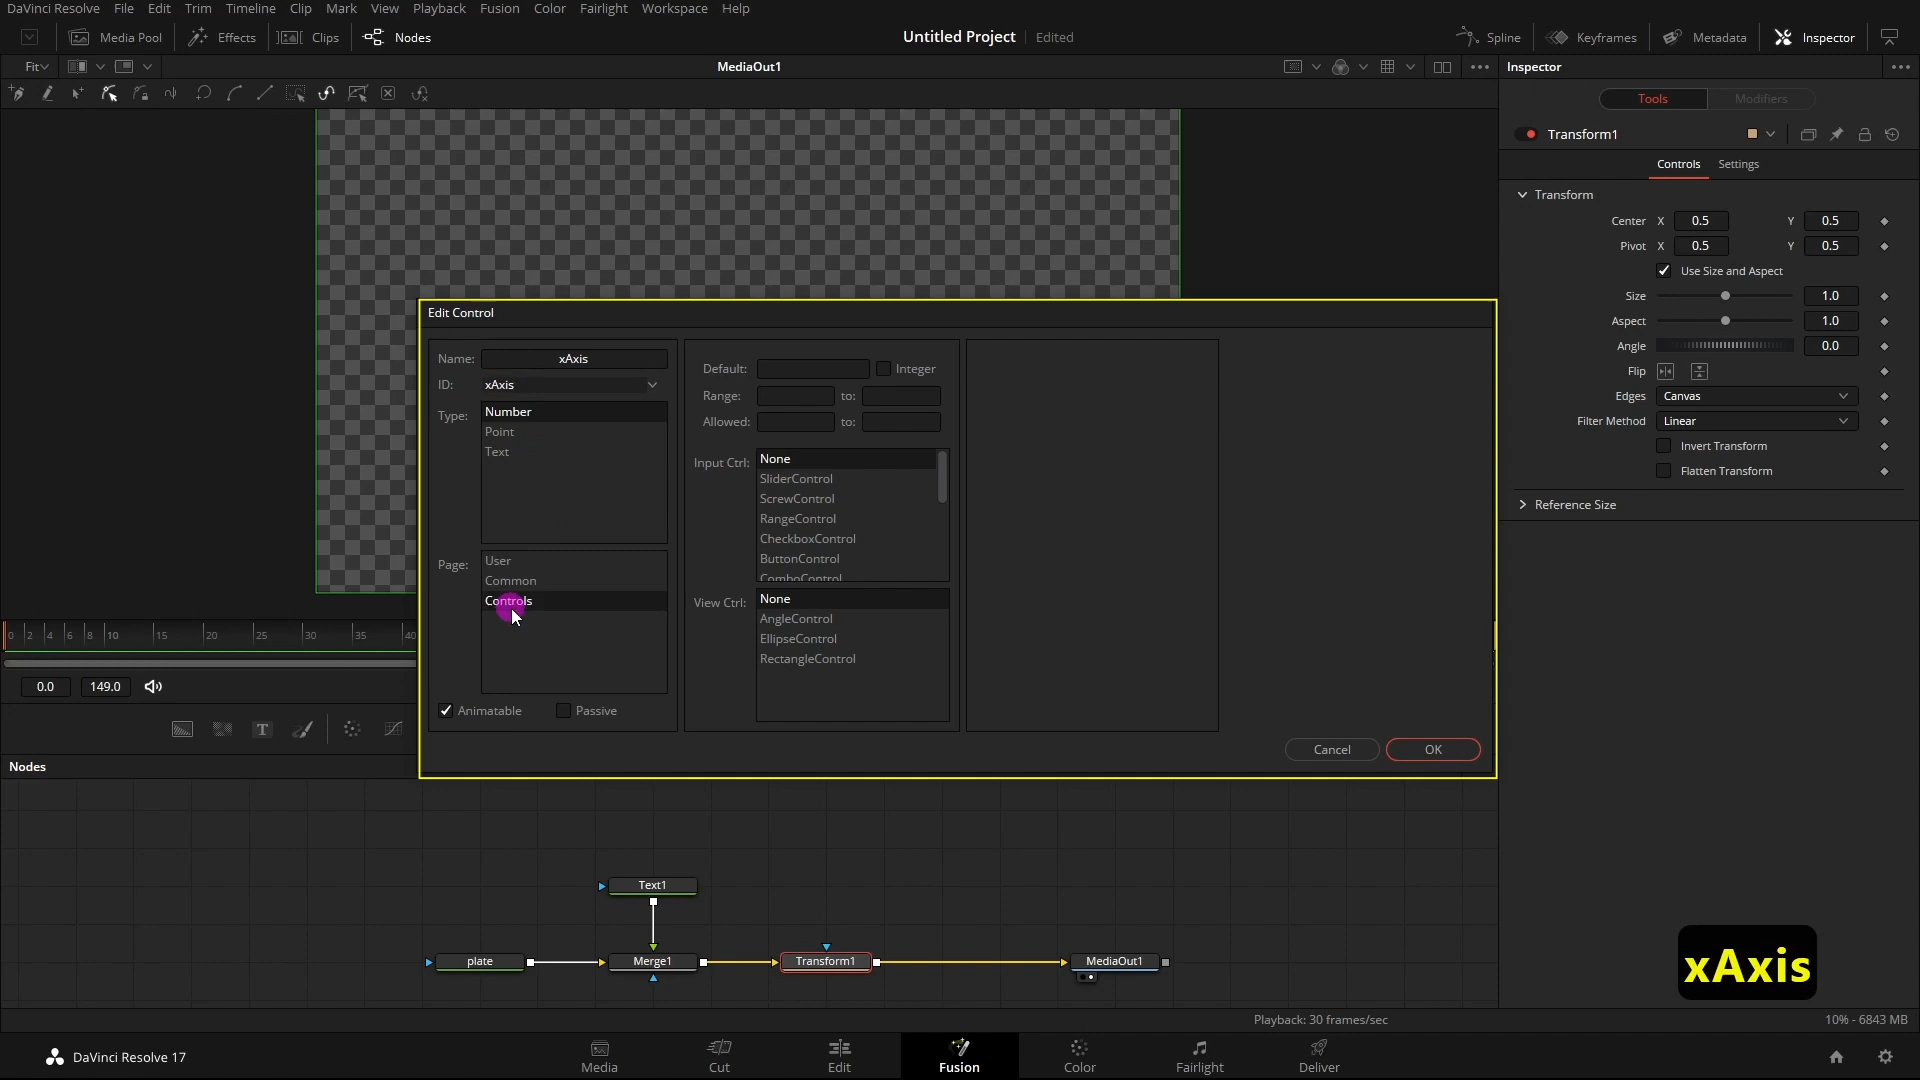 DaVinci Resolve File Edit Trim Timeline Clip Mark View Playback Fusion Color Fairlight Workspace Help
Media Pool Effects Clips Nodes Untitled Project Edited Spline Keyframes Metadata Inspector
Fit MediaOut1 Inspector
Tools Modifiers
Transform1
Controls Settings
Transform
Center X 0.5 Y 0.5
Pivot X 0.5 Y 0.5
Use Size and Aspect
Size 1.0
Aspect 1.0
Angle 0.0
Flip
Edges Canvas
Filter Method Linear
Invert Transform
Flatten Transform
Reference Size
Edit Control
Name: xAxis
ID: xAxis
Type: Number
Point
Text
Page: User
Common
Controls
Animatable Passive
Default: Integer
Range: to:
Allowed: to:
Input Ctrl: None
SliderControl
ScrewControl
RangeControl
CheckboxControl
ButtonControl
ComboControl
View Ctrl: None
AngleControl
EllipseControl
RectangleControl
Cancel OK
0 2 4 6 8 10 15 20 25 30 35 40
0.0 149.0
T
Nodes
Text1
plate Merge1 Transform1 MediaOut1
xAxis
Playback: 30 frames/sec 10% - 6843 MB
DaVinci Resolve 17 Media Cut Edit Fusion Color Fairlight Deliver